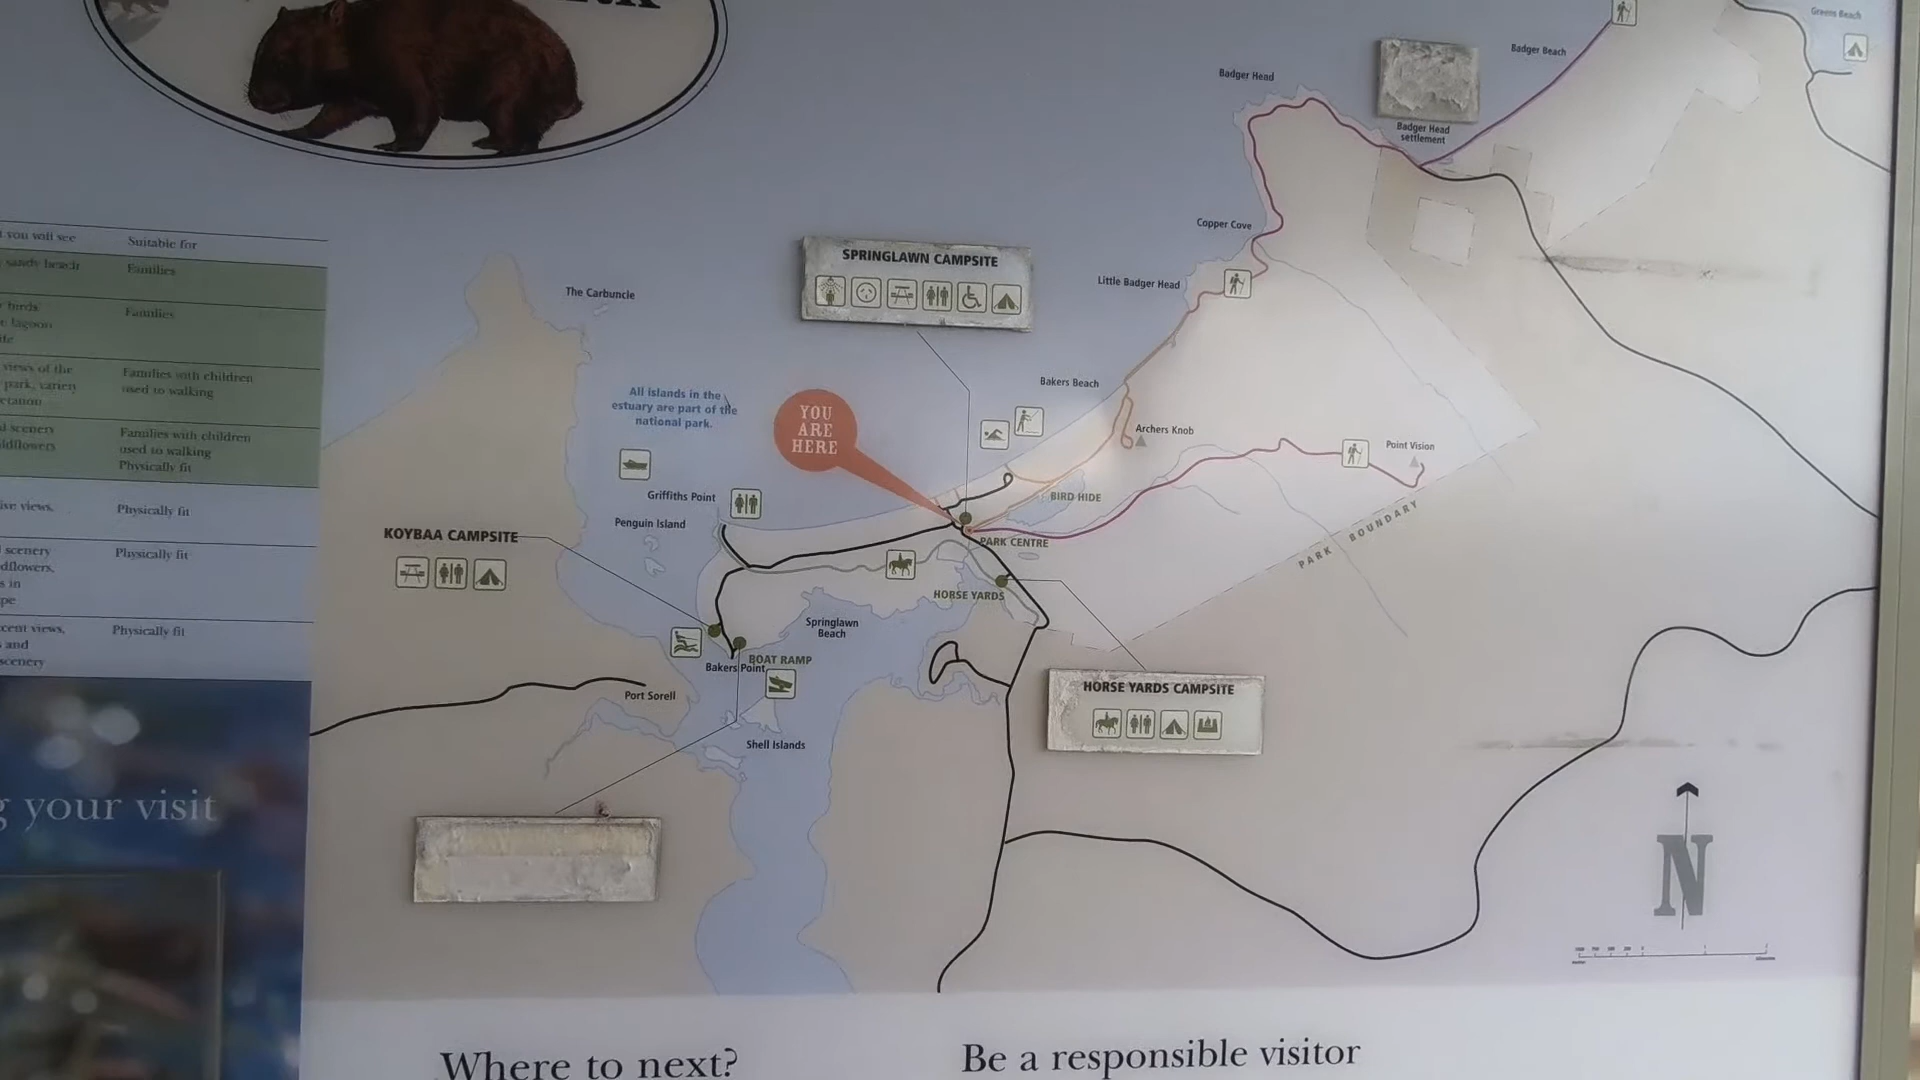 you will see
Suitable for
sandy beach
Families
birds
lagoon
Families
views of the
park, variety
Families with children
used to walking
scenery
Families with children
used to walking
Physically fit
views,
Physically fit
scenery
Physically fit
views,
and
scenery
Physically fit
your visit
Greens Beach
Badger Beach
Badger Head
Badger Head
settlement
Copper Cove
Little Badger Head
SPRINGLAWN CAMPSITE
The Carbuncle
All islands in the
estuary are part of the
national park.
YOU
ARE
HERE
Bakers Beach
Archers Knob
Point Vision
BIRD HIDE
Griffiths Point
Penguin Island
KOYBAA CAMPSITE
PARK CENTRE
PARK BOUNDARY
HORSE YARDS
Springlawn
Beach
BOAT RAMP
Bakers Point
Port Sorell
Shell Islands
HORSE YARDS CAMPSITE
N
Where to next?
Be a responsible visitor